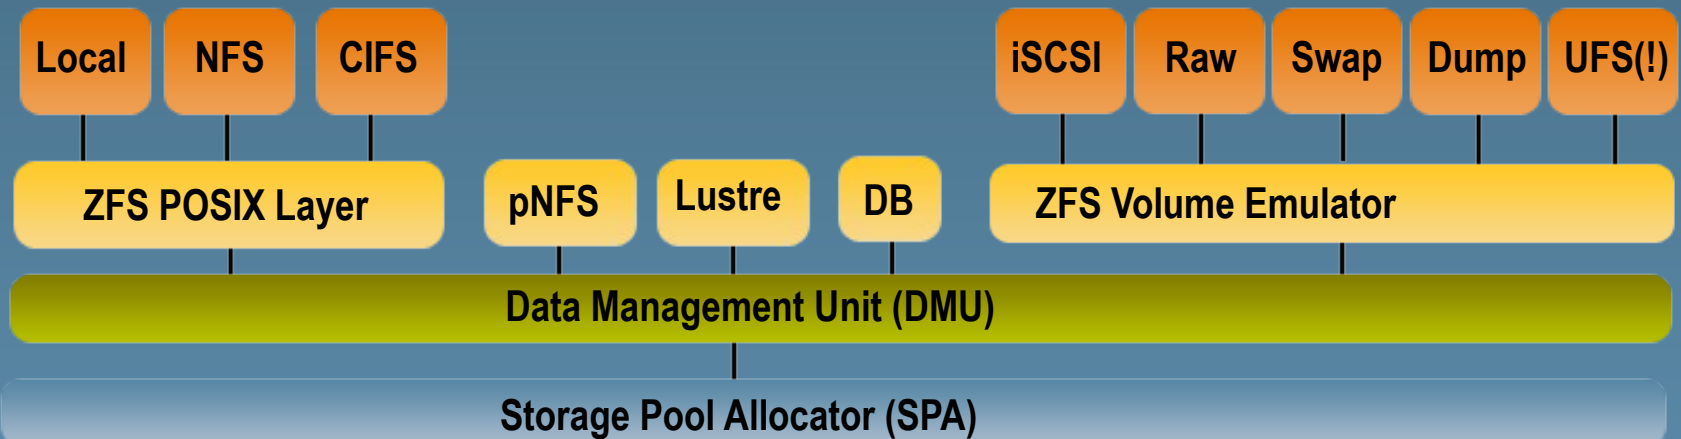 Local
NFS
CIFS
iSCSI
Raw
Swap
Dump
UFS(!)
ZFS POSIX Layer
pNFS
Lustre
DB
ZFS Volume Emulator
Data Management Unit (DMU)
Storage Pool Allocator (SPA)